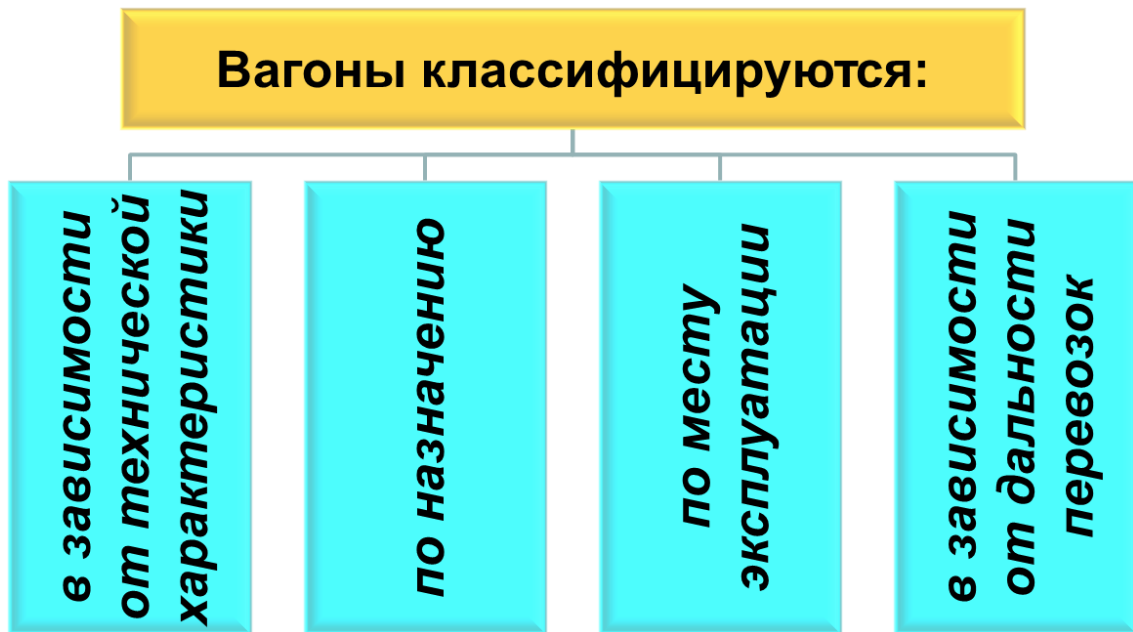 Вагоны классифицируются:
в зависимости
от технической
характеристики
по назначению
по месту
эксплуатации
в зависимости
от дальности
перевозок